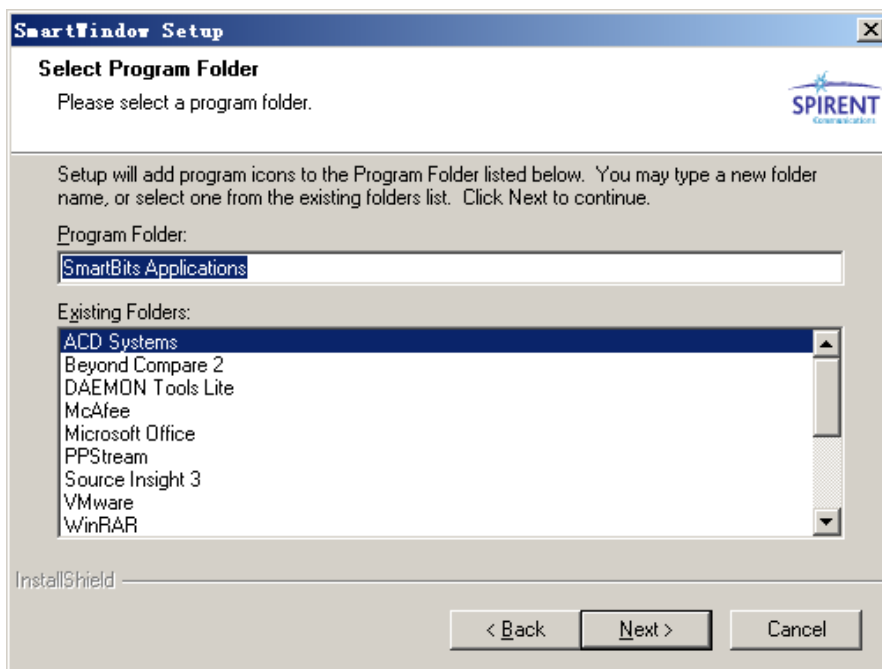 SmartWindow Setup
Select Program Folder
Please select a program folder.
SPIRENT
Communications
Setup will add program icons to the Program Folder listed below. You may type a new folder
name, or select one from the existing folders list. Click Next to continue.
Program Folder:
SmartBits Applications
Existing Folders:
ACD Systems
Beyond Compare 2
DAEMON Tools Lite
McAfee
Microsoft Office
PPStream
Source Insight 3
VMware
WinRAR
InstallShield
< Back
Next >
Cancel